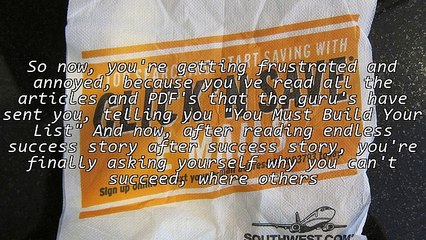 START SAVING WITH
So now, you're getting frustrated and
annoyed, because you've read all the
articles and PDF's that the guru's have
sent you, telling you "You Must Build Your
List" And now, after reading endless
success story after success story, you're
finally asking yourself why you can't
succeed, where others
Sign up
SOUTHWEST.COM